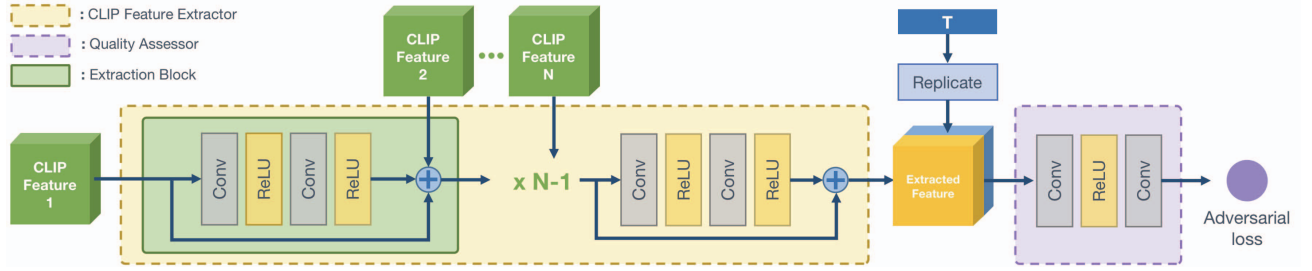 : CLIP Feature Extractor
: Quality Assessor
: Extraction Block
CLIP
Feature
1
Conv
ReLU
Conv
ReLU
CLIP
Feature
2
CLIP
Feature
N
x N-1
Conv
ReLU
Conv
ReLU
T
Replicate
Extracted
Feature
Conv
ReLU
Conv
Adversarial
loss